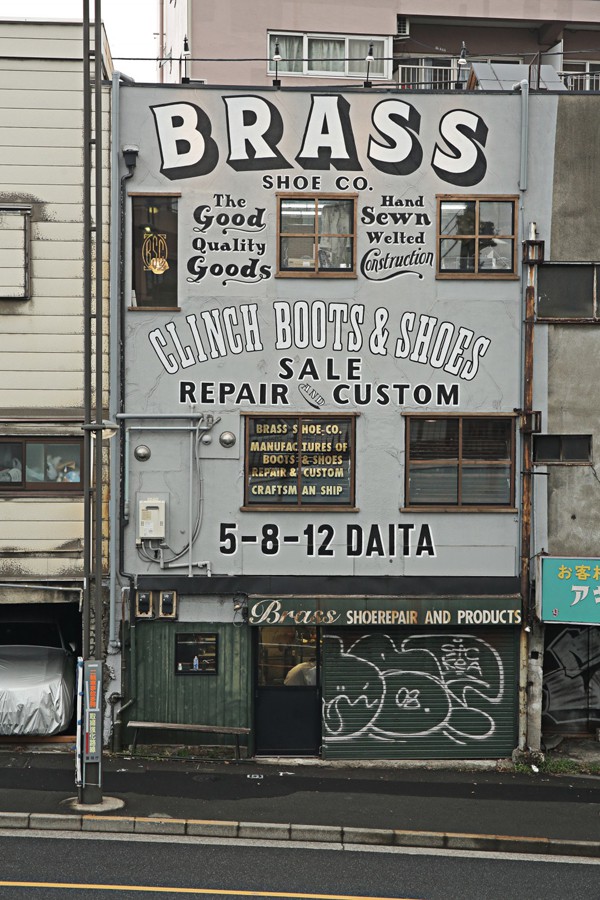 BRASS
SHOE CO.
The
Good
Quality
Goods
Hand
Sewn
Welted
Construction
CLINCH BOOTS & SHOES
SALE
REPAIR AND CUSTOM
BRASS SHOE CO.
MANUFACTURES OF
BOOTS & SHOES
REPAIR & CUSTOM
CRAFTSMAN SHIP
5-8-12 DAITA
Brass SHOEREPAIR AND PRODUCTS
お客様
アキ